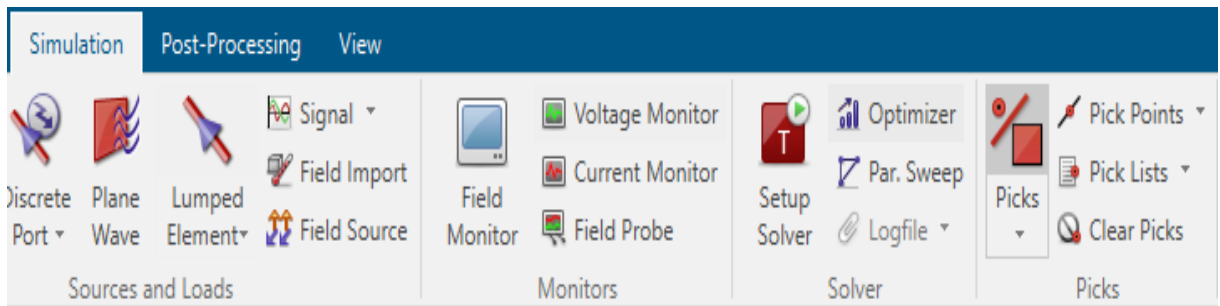 Simulation Post-Processing View
Discrete Port
Plane Wave
Lumped Element
Signal
Field Import
Field Source
Sources and Loads
Field Monitor
Voltage Monitor
Current Monitor
Field Probe
Monitors
T
Setup Solver
Optimizer
Par. Sweep
Logfile
Solver
Picks
Pick Points
Pick Lists
Clear Picks
Picks